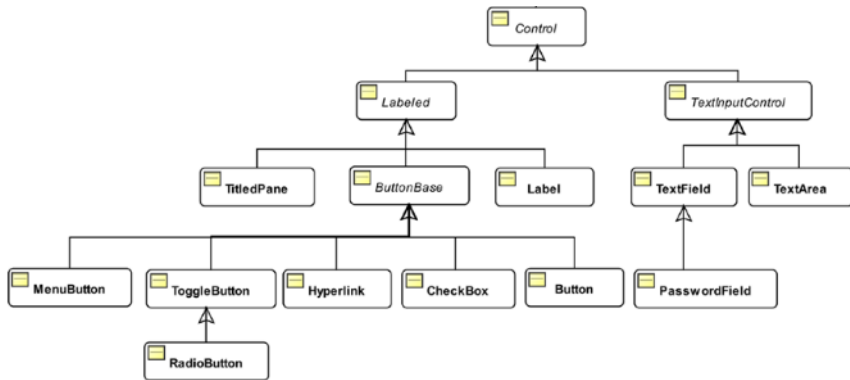 Control
Labeled
TextInputControl
TitledPane
ButtonBase
Label
TextField
TextArea
MenuButton
ToggleButton
Hyperlink
CheckBox
Button
PasswordField
RadioButton